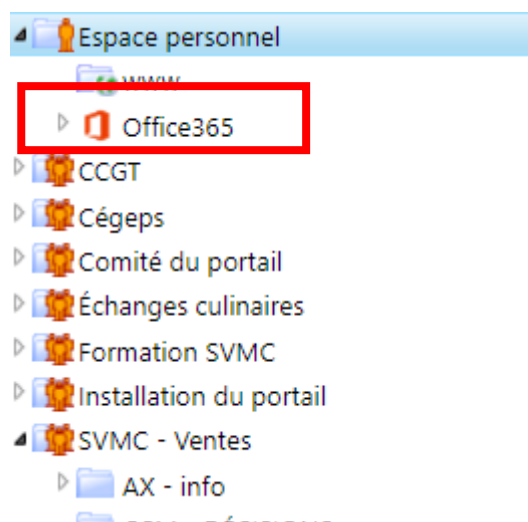 Espace personnel
www
Office365
CCGT
Cégeps
Comité du portail
Échanges culinaires
Formation SVMC
Installation du portail
SVMC - Ventes
AX - info